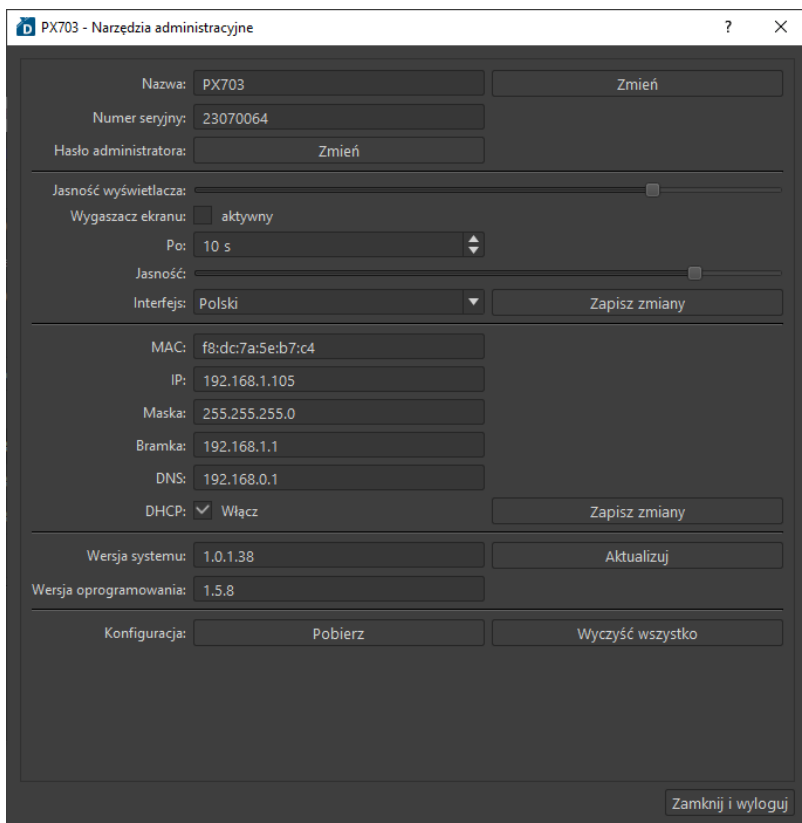 PX703 - Narzędzia administracyjne ?
Nazwa: PX703 Zmień
Numer seryjny: 23070064
Hasło administratora: Zmień
Jasność wyświetlacza:
Wygaszacz ekranu: aktywny
Po: 10 s
Jasność:
Interfejs: Polski Zapisz zmiany
MAC: f8:dc:7a:5e:b7:c4
IP: 192.168.1.105
Maska: 255.255.255.0
Bramka: 192.168.1.1
DNS: 192.168.0.1
DHCP: Włącz Zapisz zmiany
Wersja systemu: 1.0.1.38 Aktualizuj
Wersja oprogramowania: 1.5.8
Konfiguracja: Pobierz Wyczyść wszystko
Zamknij i wyloguj